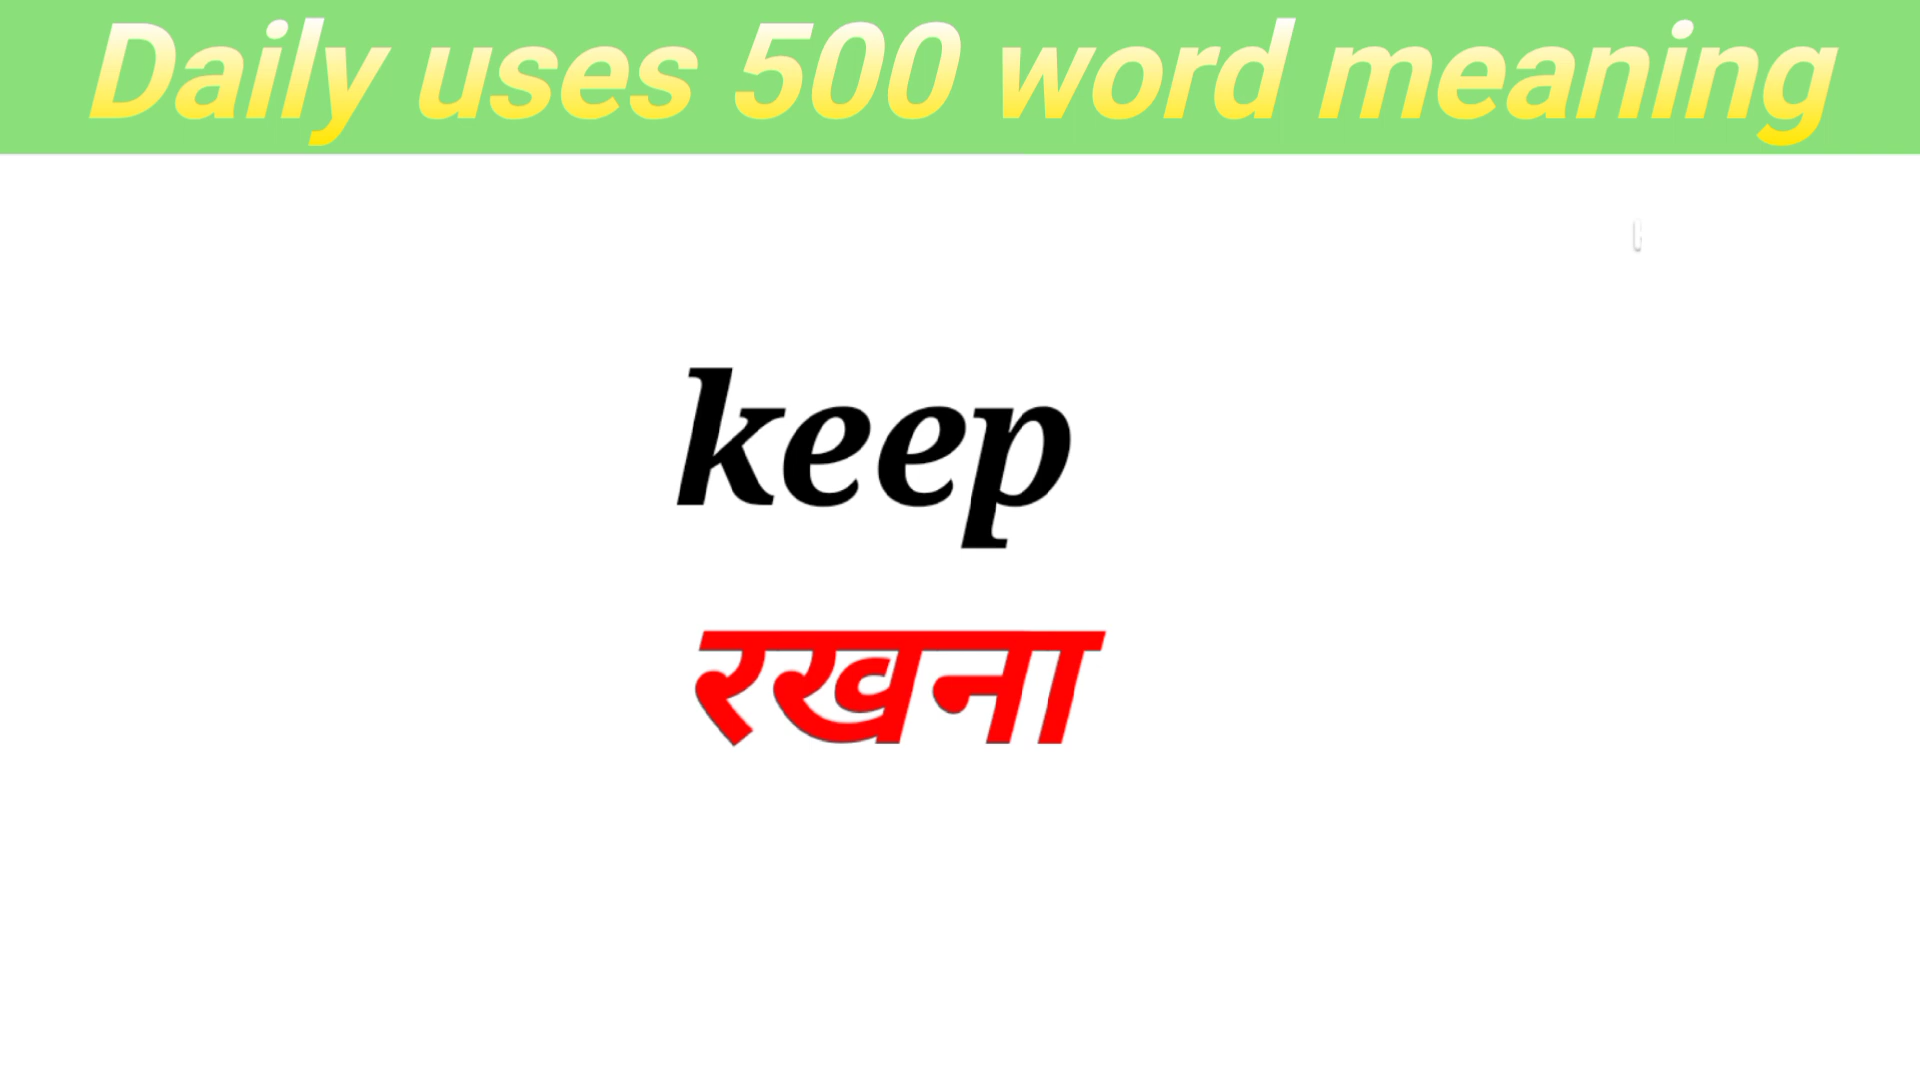 Daily uses 500 word meaning
keep
रखना